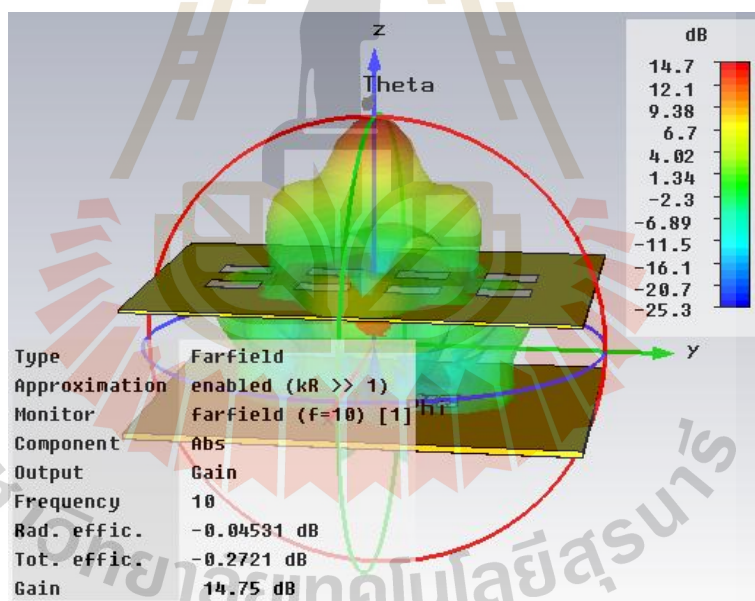 z
dB
Theta
14.7
12.1
9.38
6.7
4.02
1.34
-2.3
-6.89
-11.5
-16.1
-20.7
-25.3
y
Phi
Type Farfield
Approximation enabled (kR >> 1)
Monitor farfield (f=10) [1]
Component Abs
Output Gain
Frequency 10
Rad. effic. -0.04531 dB
Tot. effic. -0.2721 dB
Gain 14.75 dB